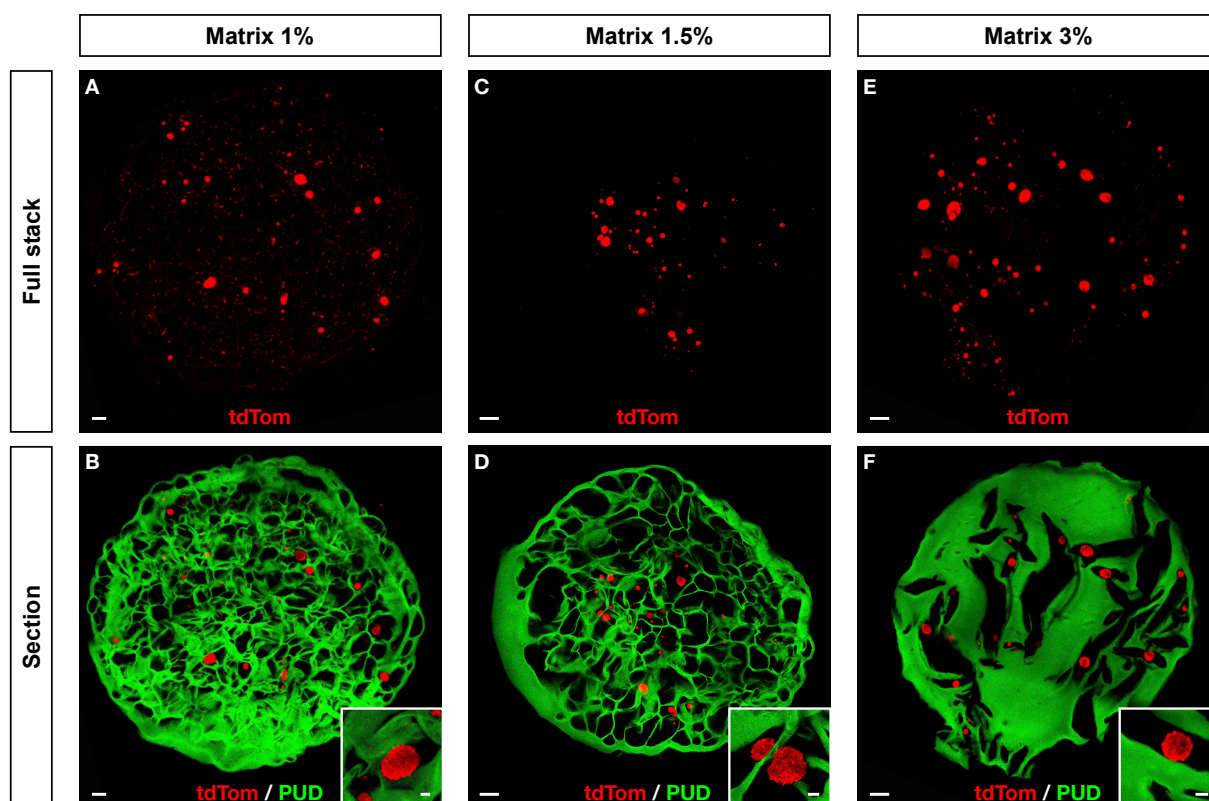 Matrix 1%
Matrix 1.5%
Matrix 3%
Full stack
A
C
E
tdTom
tdTom
tdTom
Section
B
D
F
tdTom / PUD
tdTom / PUD
tdTom / PUD